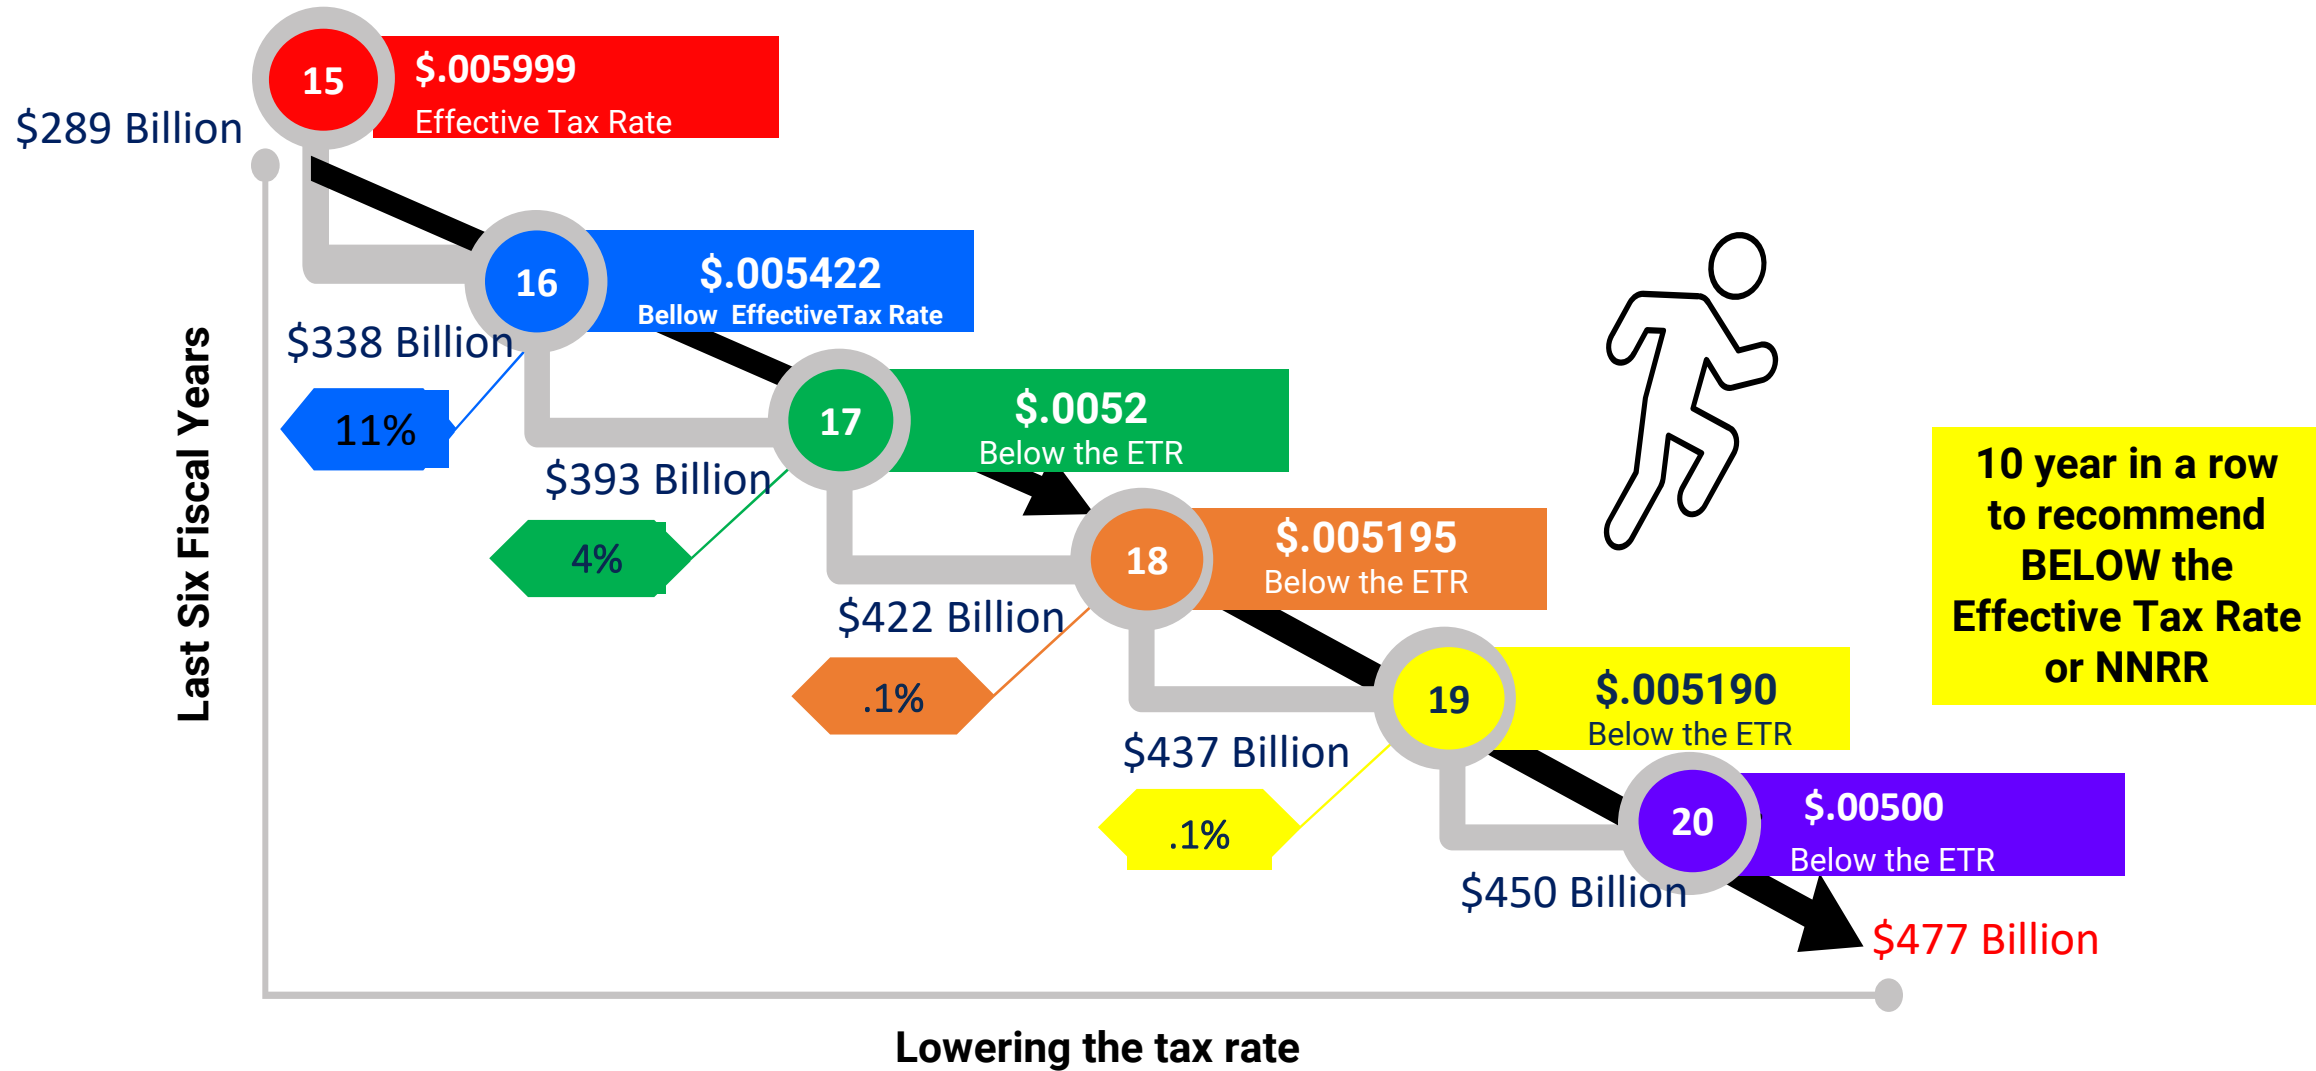 15
$.005999
Effective Tax Rate
$289 Billion
16
$.005422
Bellow EffectiveTax Rate
$338 Billion
11%
17
$.0052
Below the ETR
$393 Billion
4%
18
$.005195
Below the ETR
$422 Billion
.1%
19
$.005190
Below the ETR
$437 Billion
.1%
20
$.00500
Below the ETR
$450 Billion
$477 Billion
10 year in a row
to recommend
BELOW the
Effective Tax Rate
or NNRR
Last Six Fiscal Years
Lowering the tax rate